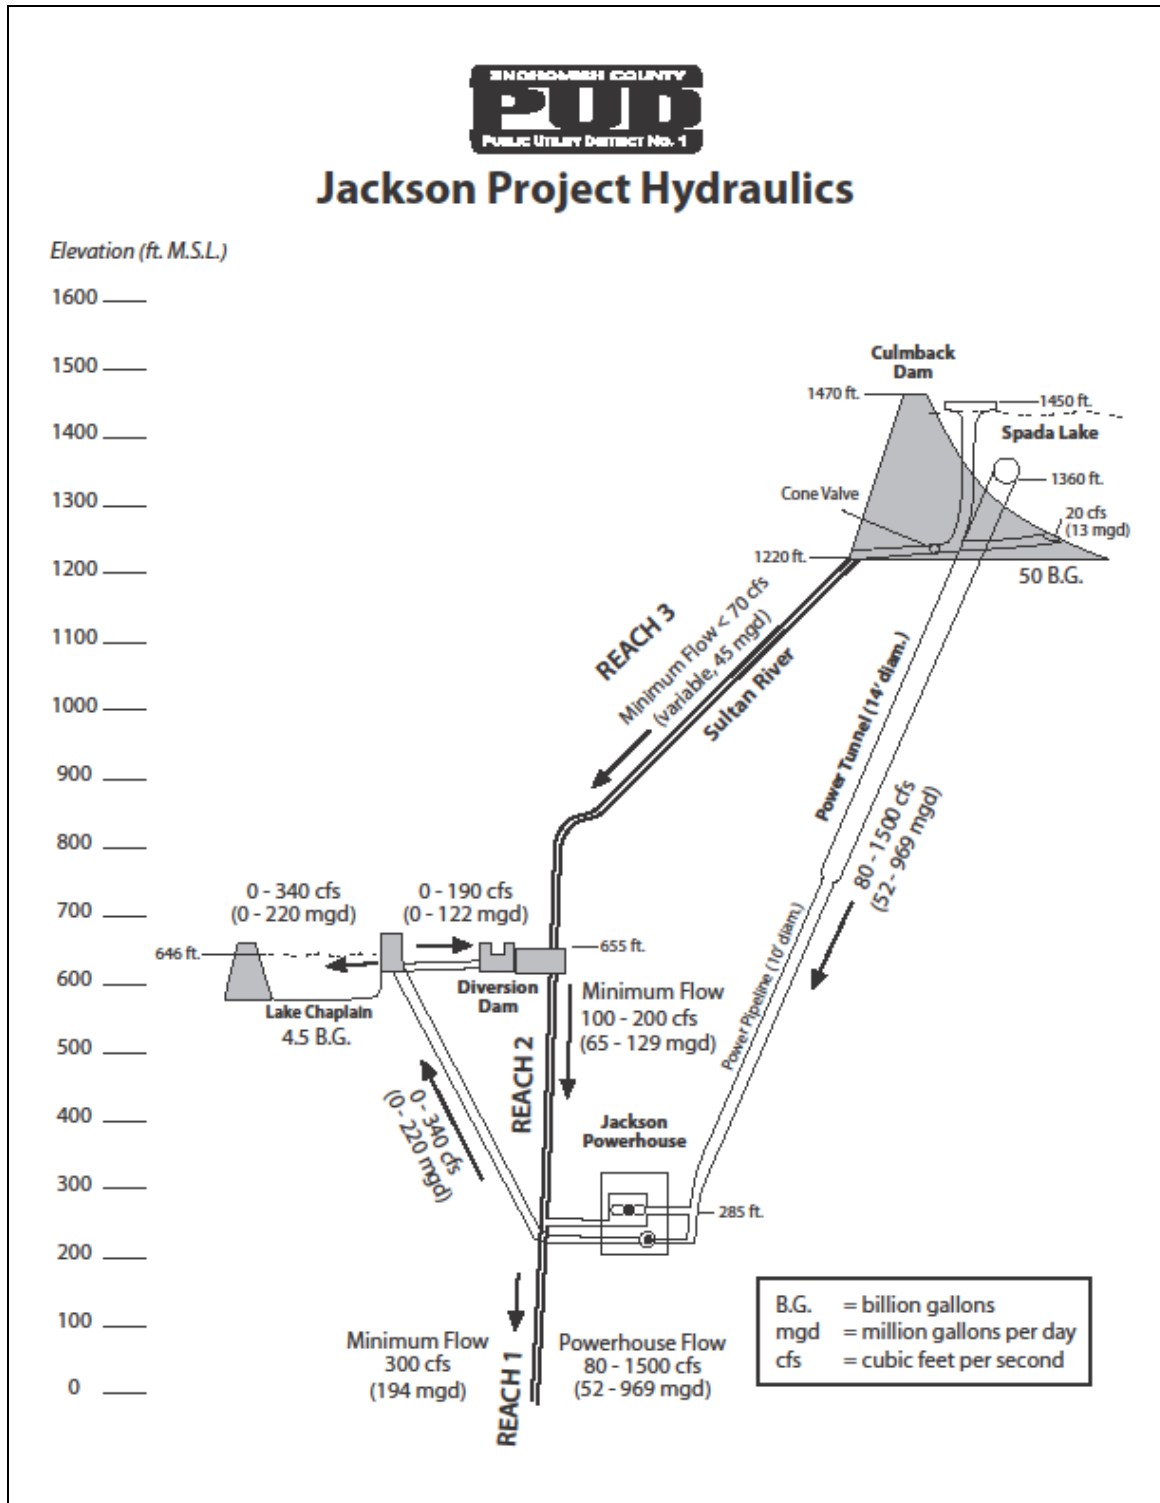 SNOHOMISH COUNTY
PUD
PUBLIC UTILITY DISTRICT NO. 1
Jackson Project Hydraulics
Elevation (ft. M.S.L.)
1600
1500
1400
1300
1200
1100
1000
900
800
700
600
500
400
300
200
100
0
Culmback
Dam
1470 ft.
1450 ft.
Spada Lake
1360 ft.
Cone Valve
20 cfs
(13 mgd)
1220 ft.
50 B.G.
REACH 3
Minimum Flow < 70 cfs
(variable, 45 mgd)
Sultan River
Power Tunnel (14' diam.)
80 - 1500 cfs
(52 - 969 mgd)
Power Pipeline (10' diam.)
0 - 340 cfs
(0 - 220 mgd)
0 - 190 cfs
(0 - 122 mgd)
646 ft.
655 ft.
Lake Chaplain
4.5 B.G.
Diversion
Dam
Minimum Flow
100 - 200 cfs
(65 - 129 mgd)
REACH 2
0 - 340 cfs
(0 - 220 mgd)
Jackson
Powerhouse
285 ft.
Minimum Flow
300 cfs
(194 mgd)
REACH 1
Powerhouse Flow
80 - 1500 cfs
(52 - 969 mgd)
B.G. = billion gallons
mgd = million gallons per day
cfs = cubic feet per second